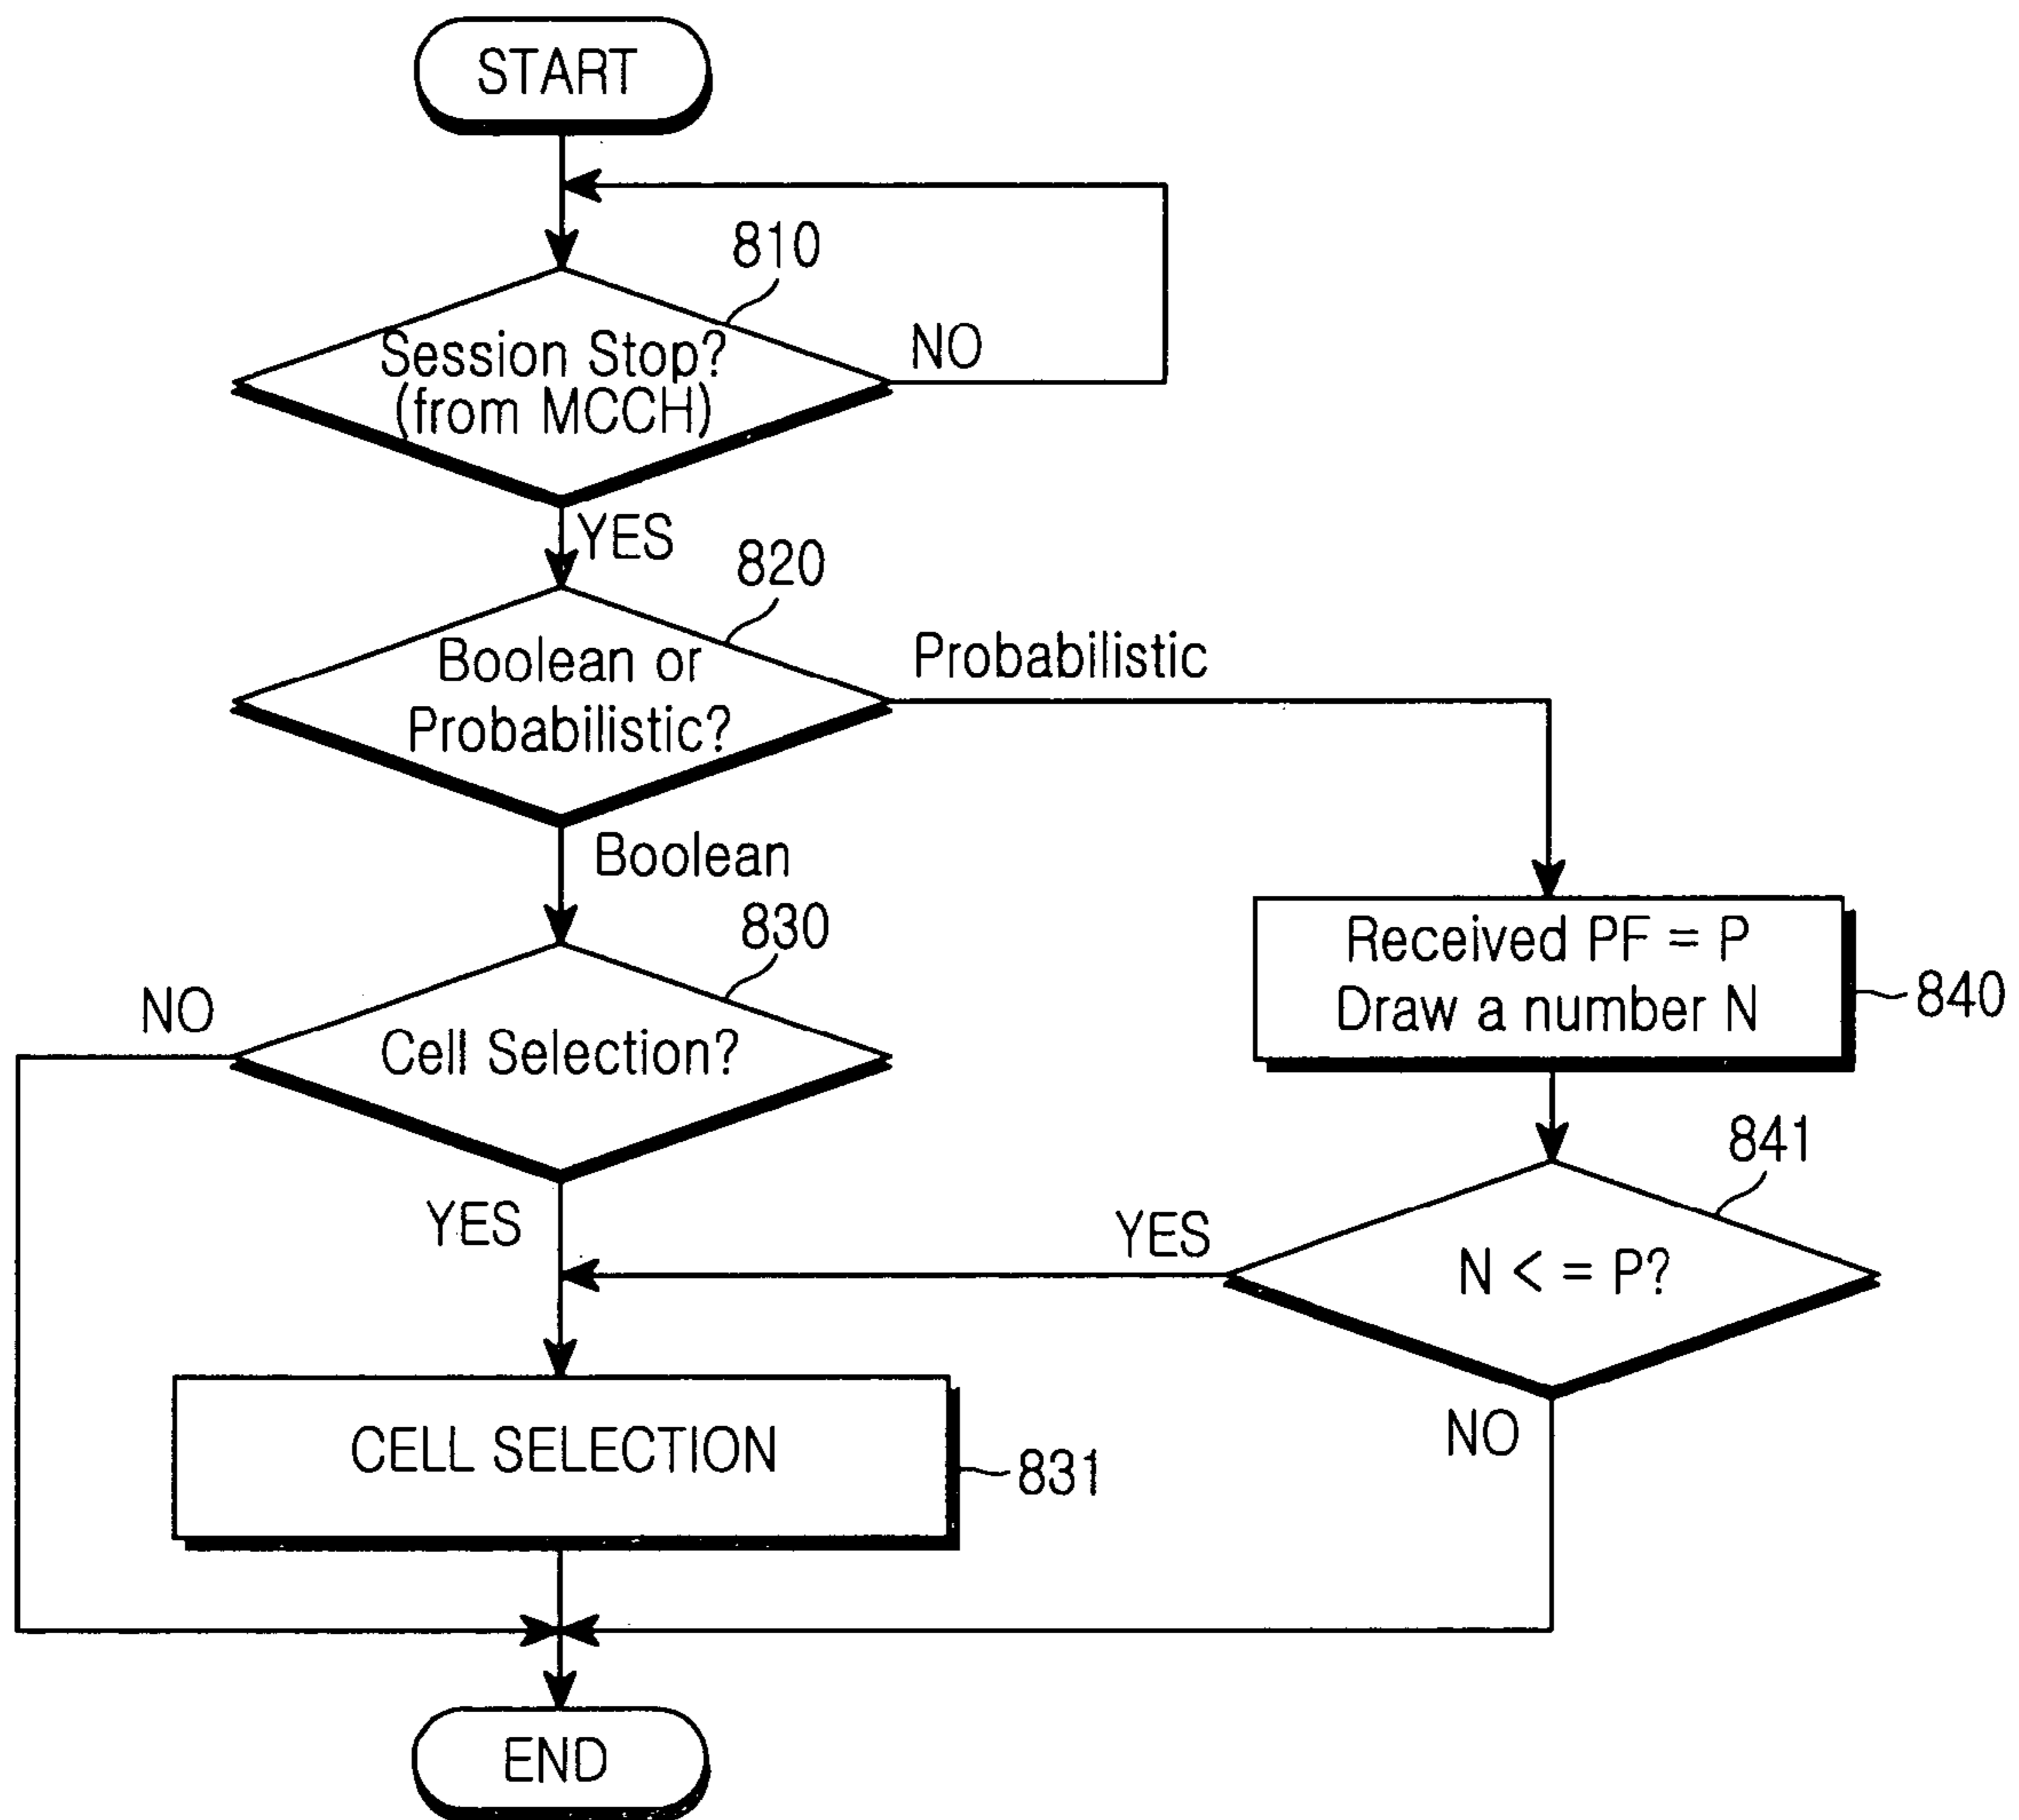 START
810
Session Stop?
(from MCCH)
NO
YES
820
Boolean or
Probabilistic?
Probabilistic
Boolean
830
NO
Cell Selection?
Received PF = P
Draw a number N
840
841
YES
YES
N < = P?
CELL SELECTION
831
NO
END